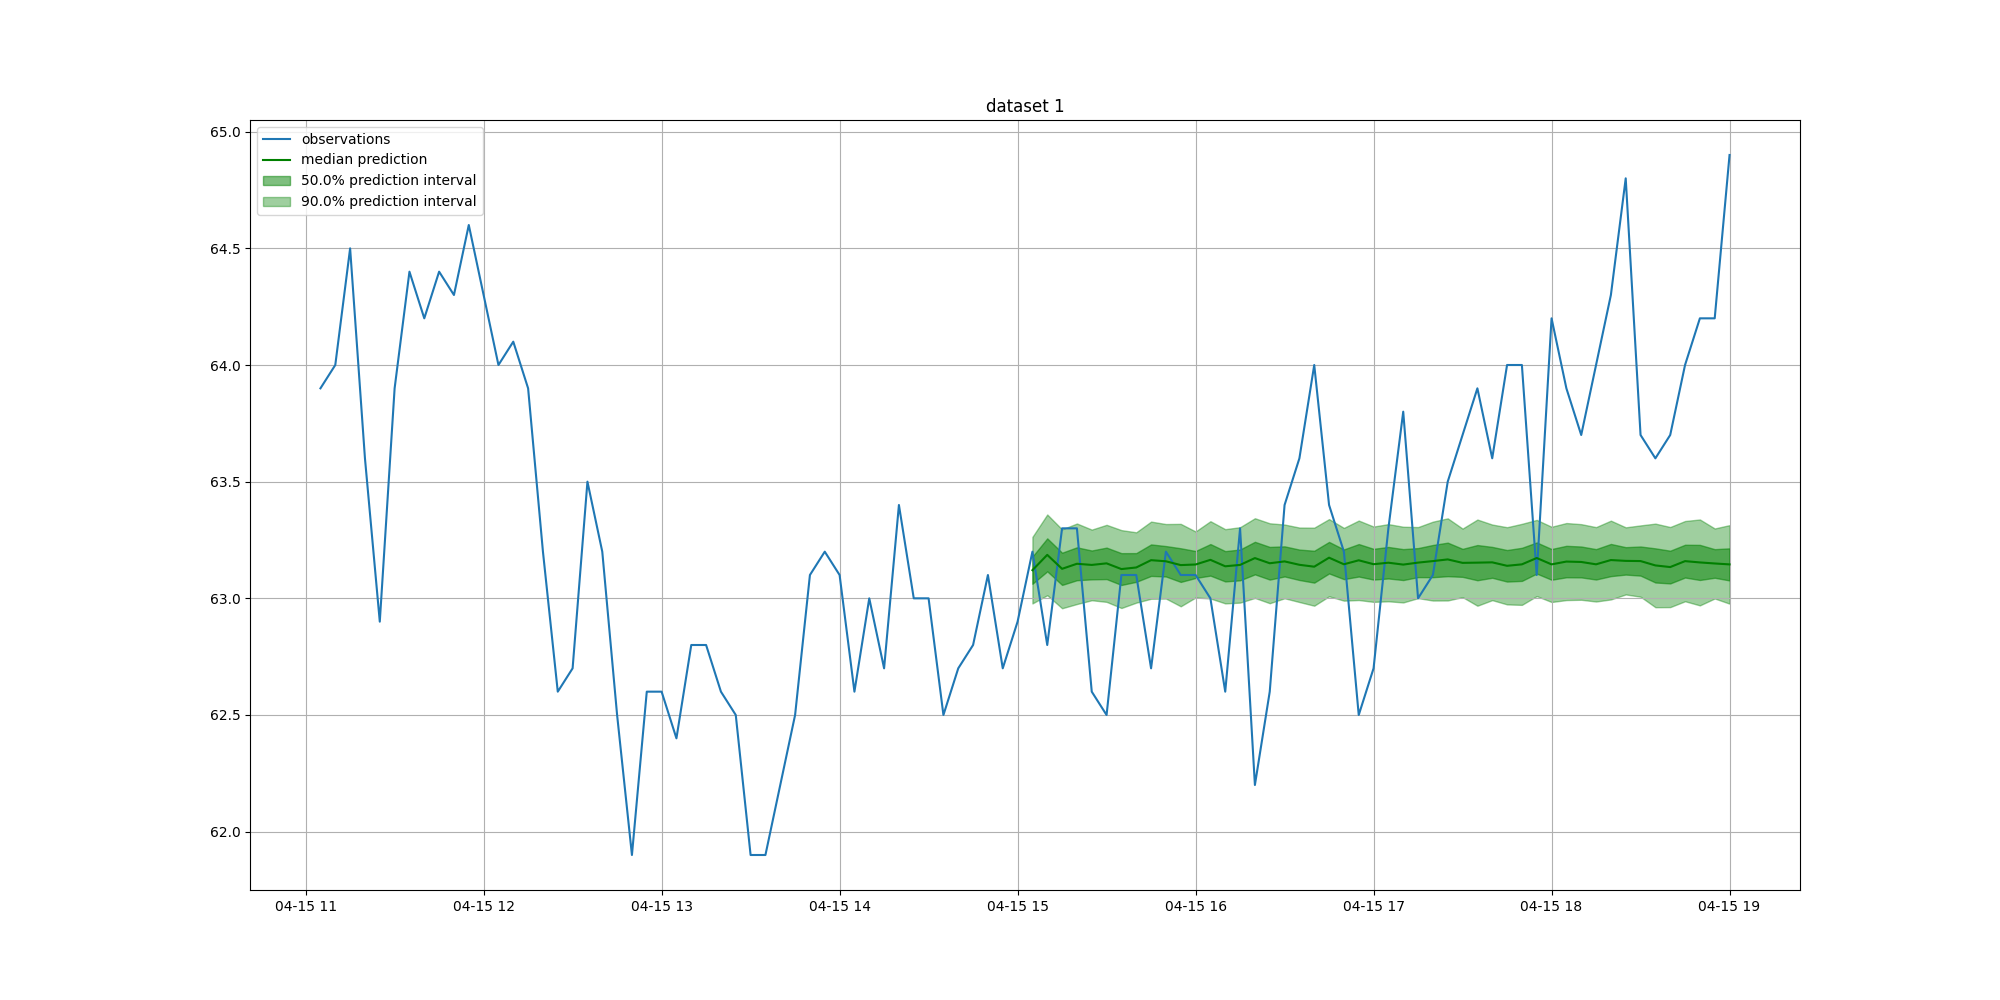 dataset 1
observations
median prediction
50.0% prediction interval
90.0% prediction interval
65.0
64.5
64.0
63.5
63.0
62.5
62.0
04-15 11 04-15 12 04-15 13 04-15 14 04-15 15 04-15 16 04-15 17 04-15 18 04-15 19